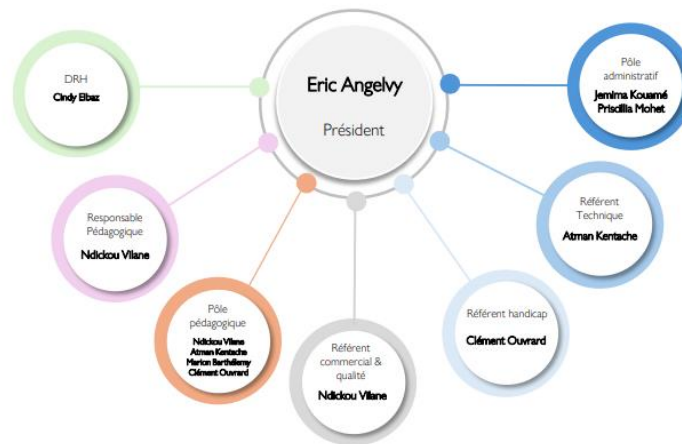 Eric Angelvy
Président
DRH
Cindy Elbaz
Responsable
Pédagogique
Ndickou Vilane
Pôle
pédagogique
Ndickou Vilane
Atman Kentache
Marion Barthélemy
Clément Ouvrard
Référent
commercial &
qualité
Ndickou Vilane
Référent handicap
Clément Ouvrard
Référent
Technique
Atman Kentache
Pôle
administratif
Jemima Kouamé
Priscillia Mohet